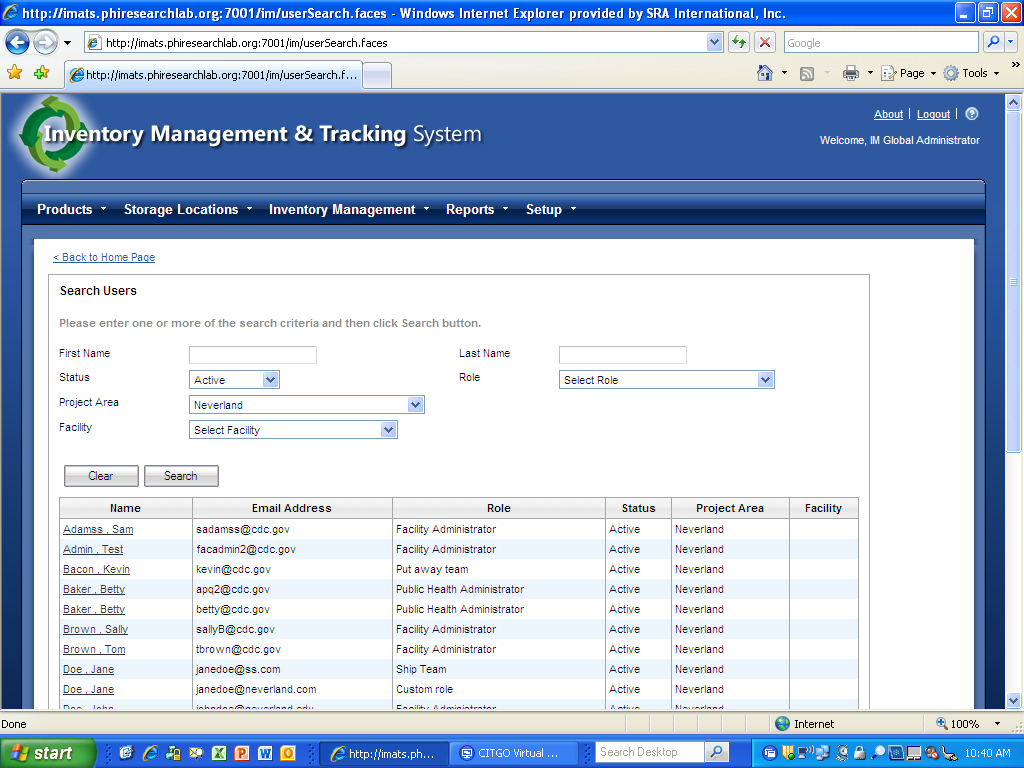 http://imats.phiresearchlab.org:7001/im/userSearch.faces - Windows Internet Explorer provided by SRA International, Inc.
http://imats.phiresearchlab.org:7001/im/userSearch.faces
Google
http://imats.phiresearchlab.org:7001/im/userSearch.f...
Page
Tools
»
About | Logout |
?
Inventory Management & Tracking System
Welcome, IM Global Administrator
Products Storage Locations Inventory Management Reports Setup
< Back to Home Page
Search Users
Please enter one or more of the search criteria and then click Search button.
First Name Last Name
Status Active Role Select Role
Project Area Neverland
Facility Select Facility
Clear Search
Name Email Address Role Status Project Area Facility
Adamss , Sam sadamss@cdc.gov Facility Administrator Active Neverland
Admin , Test facadmin2@cdc.gov Facility Administrator Active Neverland
Bacon , Kevin kevin@cdc.gov Put away team Active Neverland
Baker , Betty apq2@cdc.gov Public Health Administrator Active Neverland
Baker , Betty betty@cdc.gov Public Health Administrator Active Neverland
Brown , Sally sallyB@cdc.gov Facility Administrator Active Neverland
Brown , Tom tbrown@cdc.gov Facility Administrator Active Neverland
Doe , Jane janedoe@ss.com Ship Team Active Neverland
Doe , Jane janedoe@neverland.com Custom role Active Neverland
Doe , John johndoe@neverland.edu Facility Administrator Active Neverland
Done Internet 100%
start http://imats.ph... CITGO Virtual ... Search Desktop 10:40 AM